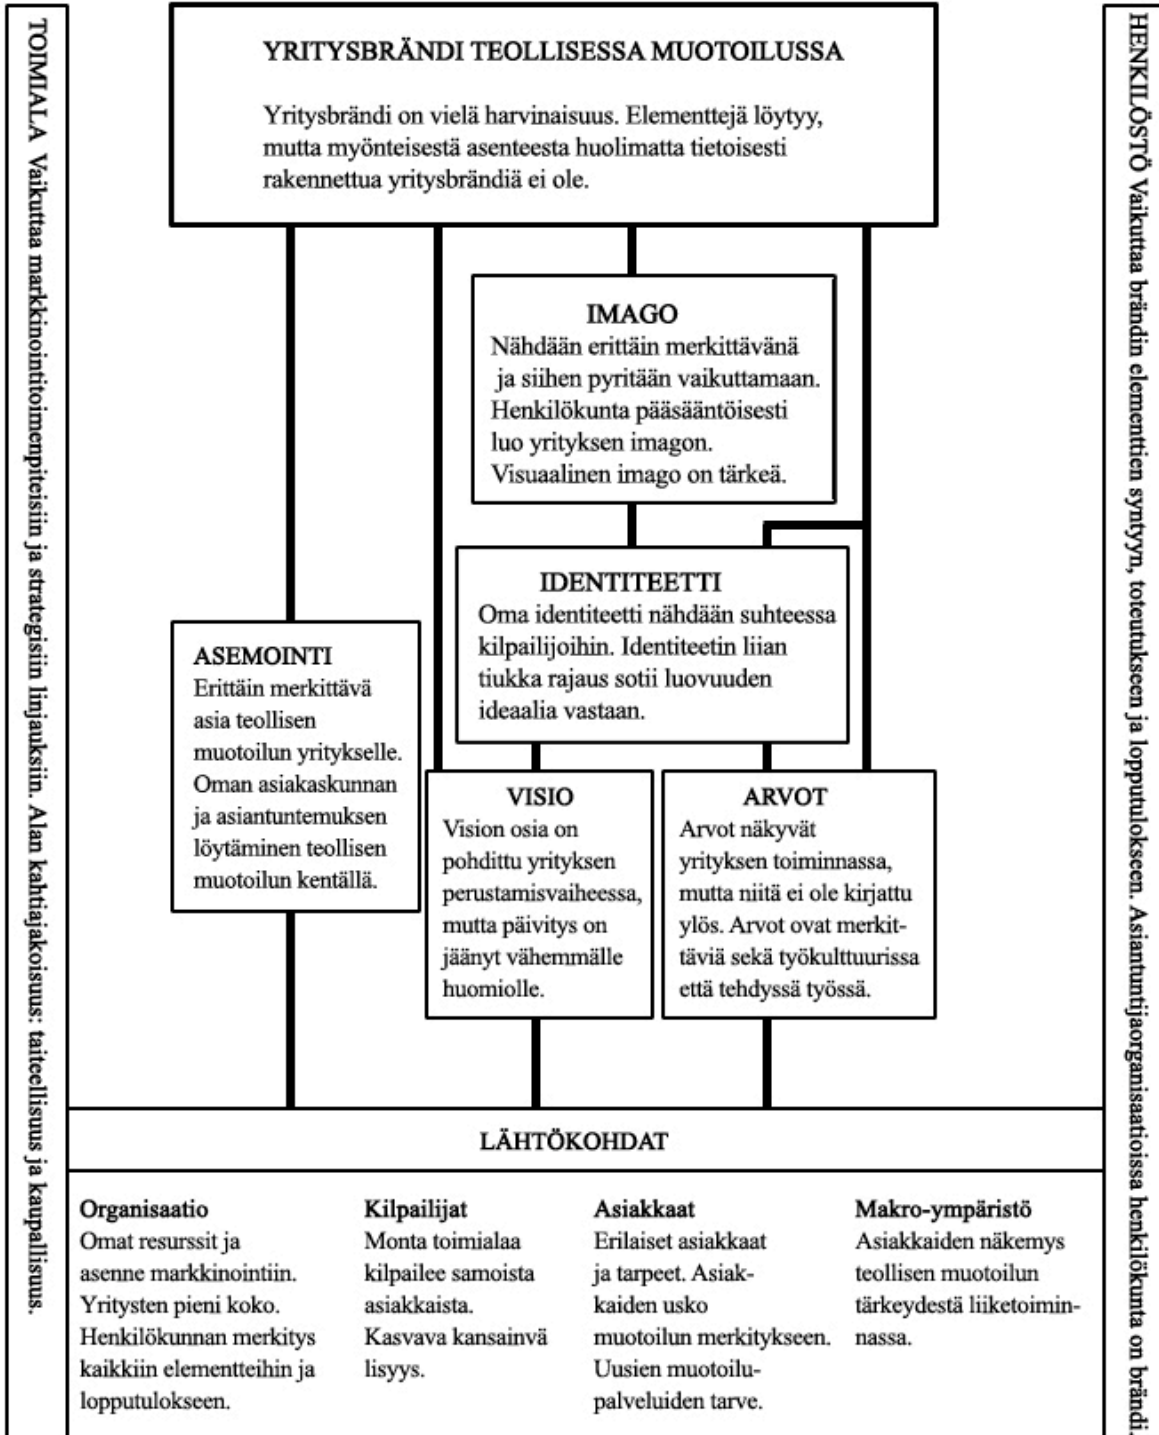 TOIMIALA Vaikuttaa markkinointitoimenpiteisiin ja strategisiin linjauksiin. Alan kahtiajakoisuus: taiteellisuus ja kaupallisuus.
YRITYSBRÄNDI TEOLLISESSA MUOTOILUSSA
Yritysbrändi on vielä harvinaisuus. Elementtejä löytyy,
mutta myönteisestä asenteesta huolimatta tietoisesti
rakennettua yritysbrändiä ei ole.
IMAGO
Nähdään erittäin merkittävänä
ja siihen pyritään vaikuttamaan.
Henkilökunta pääsääntöisesti
luo yrityksen imagon.
Visuaalinen imago on tärkeä.
IDENTITEETTI
Oma identiteetti nähdään suhteessa
kilpailijoihin. Identiteetin liian
tiukka rajaus sotii luovuuden
ideaalia vastaan.
ASEMOINTI
Erittäin merkittävä
asia teollisen
muotoilun yritykselle.
Oman asiakaskunnan
ja asiantuntemuksen
löytäminen teollisen
muotoilun kentällä.
VISIO
Vision osia on
pohdittu yrityksen
perustamisvaiheessa,
mutta päivitys on
jäänyt vähemmälle
huomiolle.
ARVOT
Arvot näkyvät
yrityksen toiminnassa,
mutta niitä ei ole kirjattu
ylös. Arvot ovat merkit-
täviä sekä työkulttuurissa
että tehdyssä työssä.
LÄHTÖKOHDAT
Organisaatio
Omat resurssit ja
asenne markkinointiin.
Yritysten pieni koko.
Henkilökunnan merkitys
kaikkiin elementteihin ja
lopputulokseen.
Kilpailijat
Monta toimialaa
kilpailee samoista
asiakkaista.
Kasvava kansainvä
lisyys.
Asiakkaat
Erilaiset asiakkaat
ja tarpeet. Asiak-
kaiden usko
muotoilun merkitykseen.
Uusien muotoilu-
palveluiden tarve.
Makro-ympäristö
Asiakkaiden näkemys
teollisen muotoilun
tärkeydestä liiketoimin-
nassa.
HENKILÖSTÖ Vaikuttaa brändin elementtien syntyyn, toteutukseen ja lopputulokseen. Asiantuntijaorganisaatioissa henkilökunta on brändi.